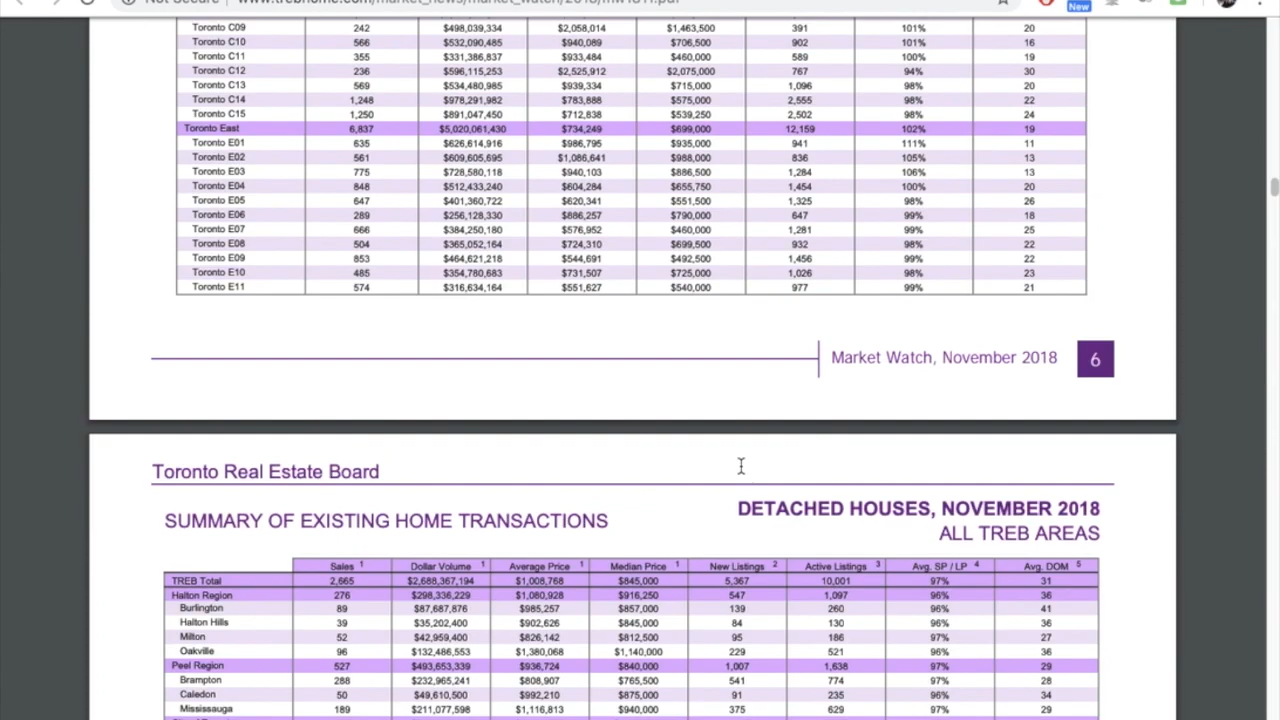 Toronto C09 242 $498,039,334 $2,058,014 $1,463,500 391 101% 20
Toronto C10 566 $532,090,485 $940,089 $706,500 902 101% 16
Toronto C11 355 $331,386,837 $933,484 $460,000 589 100% 19
Toronto C12 236 $596,115,253 $2,525,912 $2,075,000 767 94% 30
Toronto C13 569 $534,480,985 $939,334 $715,000 1,096 98% 20
Toronto C14 1,248 $978,291,982 $783,888 $575,000 2,555 98% 22
Toronto C15 1,250 $891,047,450 $712,838 $539,250 2,502 98% 24
Toronto East 6,837 $5,020,061,430 $734,249 $699,000 12,159 102% 19
Toronto E01 635 $626,614,916 $986,795 $935,000 941 111% 11
Toronto E02 561 $609,605,695 $1,086,641 $988,000 836 105% 13
Toronto E03 775 $728,580,118 $940,103 $886,500 1,284 106% 13
Toronto E04 848 $512,433,240 $604,284 $655,750 1,454 100% 20
Toronto E05 647 $401,360,722 $620,341 $551,500 1,325 98% 26
Toronto E06 289 $256,128,330 $886,257 $790,000 647 99% 18
Toronto E07 666 $384,250,180 $576,952 $460,000 1,281 99% 25
Toronto E08 504 $365,052,164 $724,310 $699,500 932 98% 22
Toronto E09 853 $464,621,218 $544,691 $492,500 1,456 99% 22
Toronto E10 485 $354,780,683 $731,507 $725,000 1,026 98% 23
Toronto E11 574 $316,634,164 $551,627 $540,000 977 99% 21
Market Watch, November 2018 6
Toronto Real Estate Board
SUMMARY OF EXISTING HOME TRANSACTIONS
DETACHED HOUSES, NOVEMBER 2018
ALL TREB AREAS
Sales 1 Dollar Volume 1 Average Price 1 Median Price 1 New Listings 2 Active Listings 3 Avg. SP / LP 4 Avg. DOM 5
TREB Total 2,665 $2,688,367,194 $1,008,768 $845,000 5,367 10,001 97% 31
Halton Region 276 $298,336,229 $1,080,928 $916,250 547 1,097 96% 36
Burlington 89 $87,687,876 $985,257 $857,000 139 260 96% 41
Halton Hills 39 $35,202,400 $902,626 $845,000 84 130 96% 36
Milton 52 $42,959,400 $826,142 $812,500 95 186 97% 27
Oakville 96 $132,486,553 $1,380,068 $1,140,000 229 521 96% 36
Peel Region 527 $493,653,339 $936,724 $840,000 1,007 1,638 97% 29
Brampton 288 $232,965,241 $808,907 $765,500 541 774 98% 28
Caledon 50 $49,610,500 $992,210 $875,000 91 235 96% 34
Mississauga 189 $211,077,598 $1,116,813 $940,000 375 629 97% 29
New